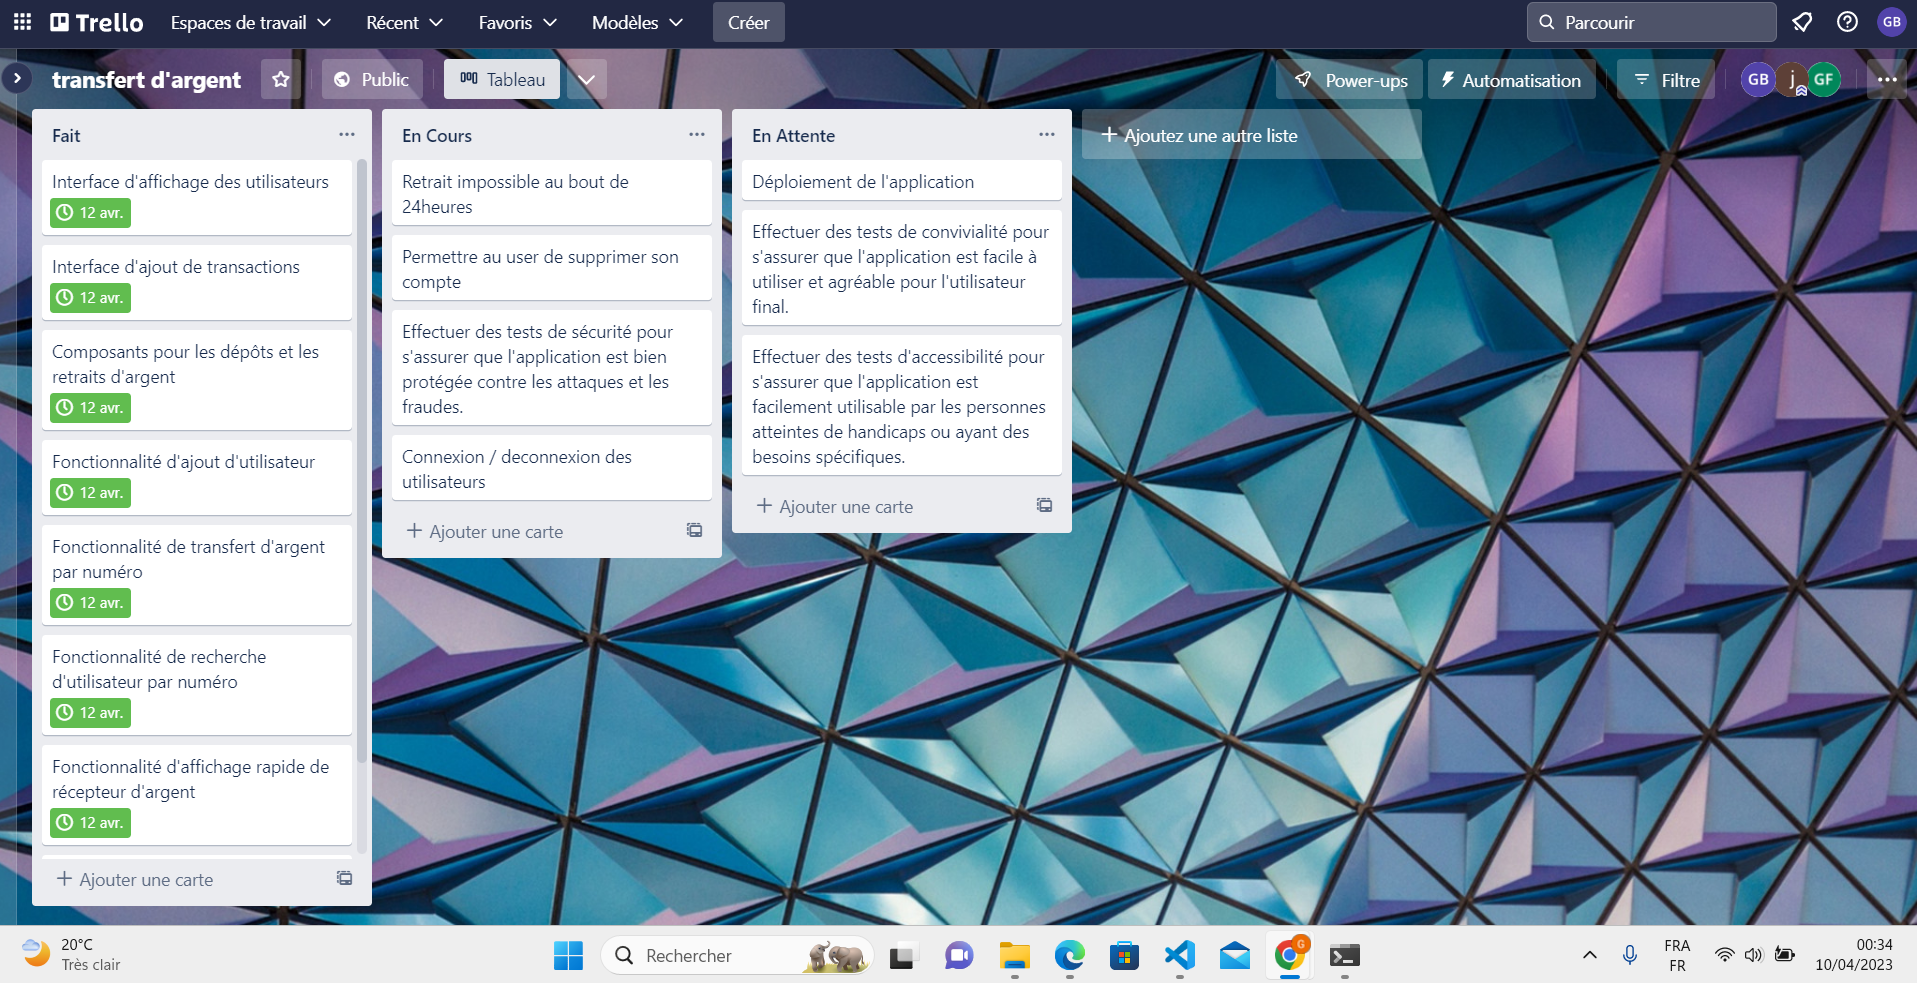 Trello
Espaces de travail
Récent
Favoris
Modèles
Créer
Parcourir
GB
transfert d'argent
Public
Tableau
Power-ups
Automatisation
Filtre
GB
j
GF
Fait
Interface d'affichage des utilisateurs
12 avr.
Interface d'ajout de transactions
12 avr.
Composants pour les dépôts et les
retraits d'argent
12 avr.
Fonctionnalité d'ajout d'utilisateur
12 avr.
Fonctionnalité de transfert d'argent
par numéro
12 avr.
Fonctionnalité de recherche
d'utilisateur par numéro
12 avr.
Fonctionnalité d'affichage rapide de
récepteur d'argent
12 avr.
+ Ajouter une carte
En Cours
Retrait impossible au bout de
24heures
Permettre au user de supprimer son
compte
Effectuer des tests de sécurité pour
s'assurer que l'application est bien
protégée contre les attaques et les
fraudes.
Connexion / deconnexion des
utilisateurs
+ Ajouter une carte
En Attente
Déploiement de l'application
Effectuer des tests de convivialité pour
s'assurer que l'application est facile à
utiliser et agréable pour l'utilisateur
final.
Effectuer des tests d'accessibilité pour
s'assurer que l'application est
facilement utilisable par les personnes
atteintes de handicaps ou ayant des
besoins spécifiques.
+ Ajouter une carte
+ Ajoutez une autre liste
20°C
Très clair
Rechercher
G
FRA
FR
00:34
10/04/2023